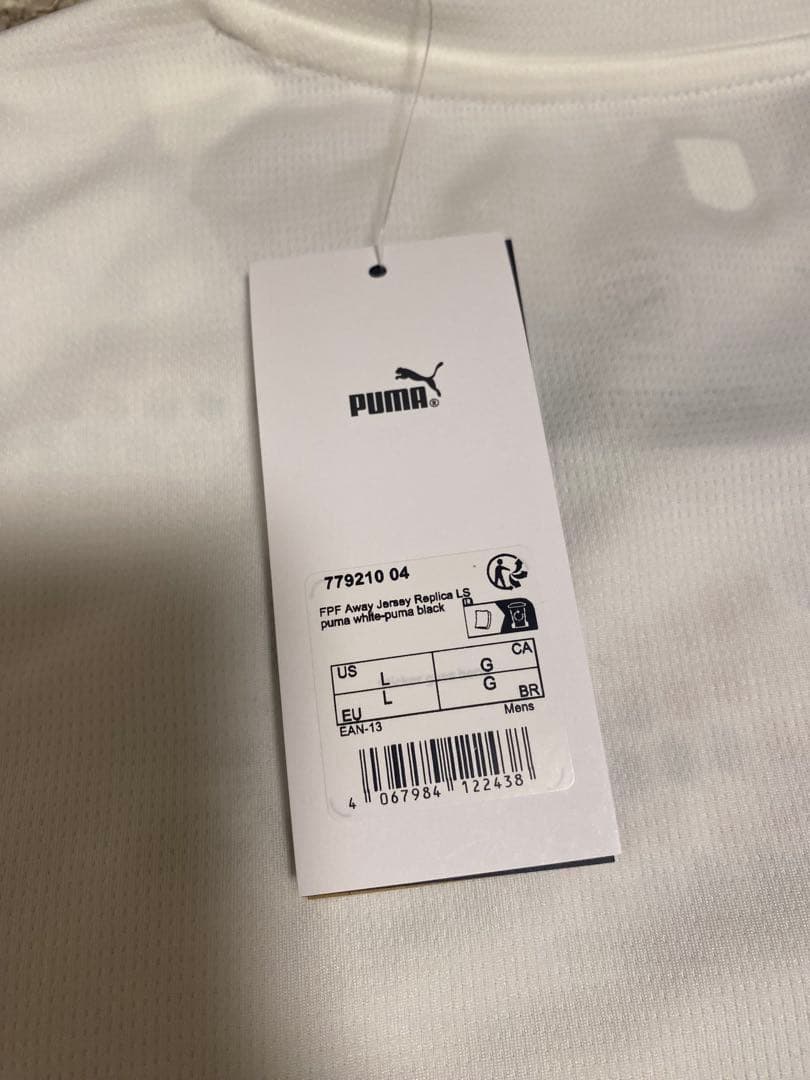 PUMA®
779210 04
FPF Away Jersey Replica LS
puma white-puma black
US L G CA
EU L G BR
EAN-13 Mens
4 067984 122438